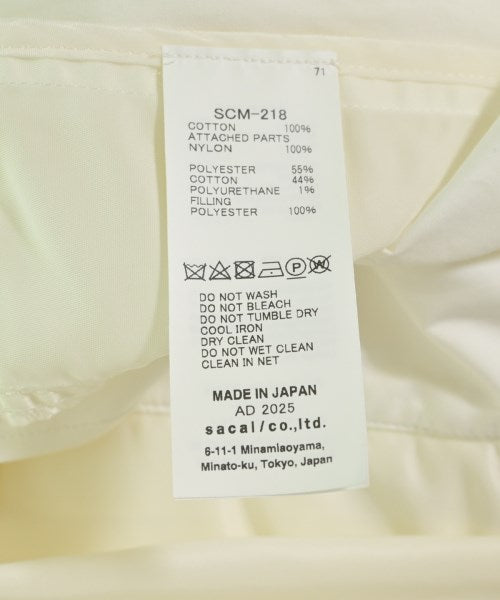 71
SCM-218
COTTON 100%
ATTACHED PARTS
NYLON 100%
POLYESTER 55%
COTTON 44%
POLYURETHANE 1%
FILLING
POLYESTER 100%
P W
DO NOT WASH
DO NOT BLEACH
DO NOT TUMBLE DRY
COOL IRON
DRY CLEAN
DO NOT WET CLEAN
CLEAN IN NET
MADE IN JAPAN
AD 2025
sacai/co.,ltd.
6-11-1 Minamiaoyama,
Minato-ku, Tokyo, Japan